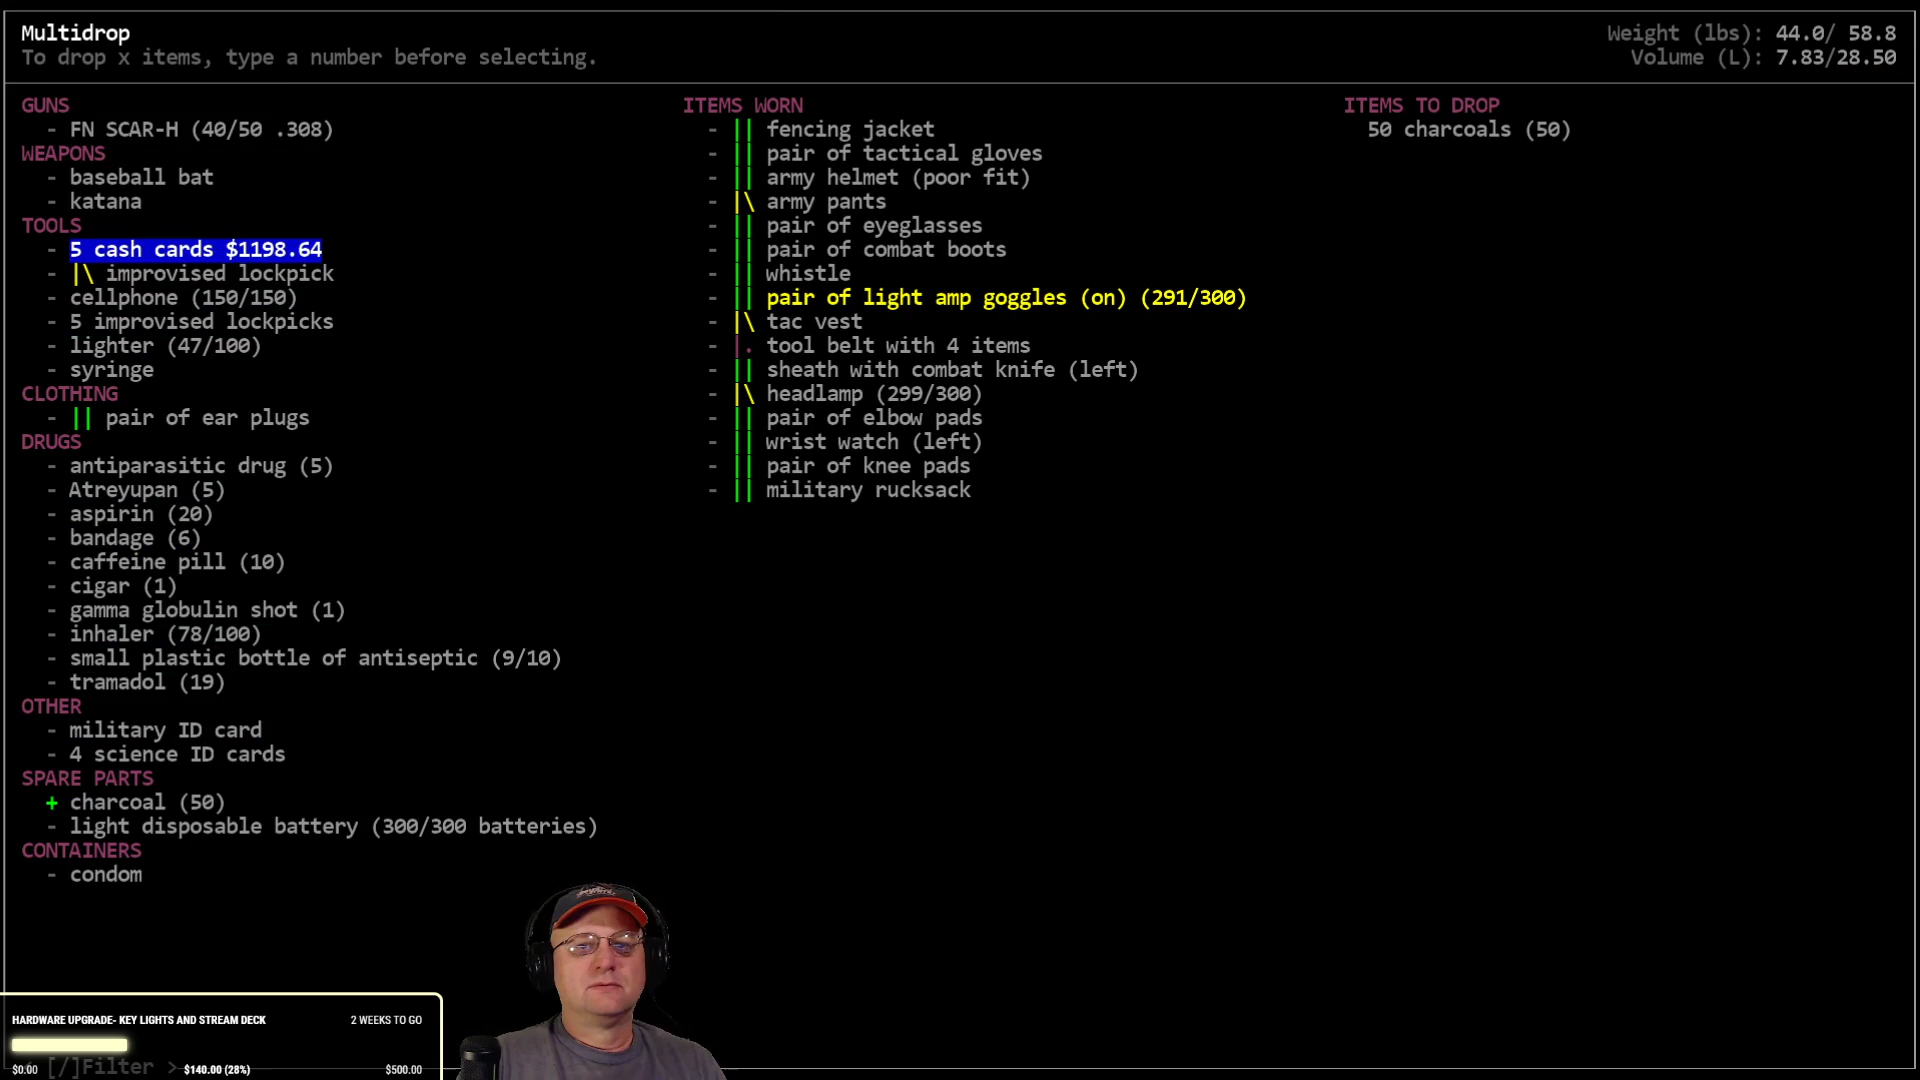 Multidrop
To drop x items, type a number before selecting.
Weight (lbs): 44.0/ 58.8
Volume (L): 7.83/28.50
GUNS
- FN SCAR-H (40/50 .308)
WEAPONS
- baseball bat
- katana
TOOLS
- 5 cash cards $1198.64
- |\ improvised lockpick
- cellphone (150/150)
- 5 improvised lockpicks
- lighter (47/100)
- syringe
CLOTHING
- || pair of ear plugs
DRUGS
- antiparasitic drug (5)
- Atreyupan (5)
- aspirin (20)
- bandage (6)
- caffeine pill (10)
- cigar (1)
- gamma globulin shot (1)
- inhaler (78/100)
- small plastic bottle of antiseptic (9/10)
- tramadol (19)
OTHER
- military ID card
- 4 science ID cards
SPARE PARTS
+ charcoal (50)
- light disposable battery (300/300 batteries)
CONTAINERS
- condom
ITEMS WORN
- || fencing jacket
- || pair of tactical gloves
- || army helmet (poor fit)
- |\ army pants
- || pair of eyeglasses
- || pair of combat boots
- || whistle
- || pair of light amp goggles (on) (291/300)
- |\ tac vest
- |. tool belt with 4 items
- || sheath with combat knife (left)
- |\ headlamp (299/300)
- || pair of elbow pads
- || wrist watch (left)
- || pair of knee pads
- || military rucksack
ITEMS TO DROP
50 charcoals (50)
HARDWARE UPGRADE- KEY LIGHTS AND STREAM DECK
2 WEEKS TO GO
[/]Filter >
$0.00
$140.00 (28%)
$500.00